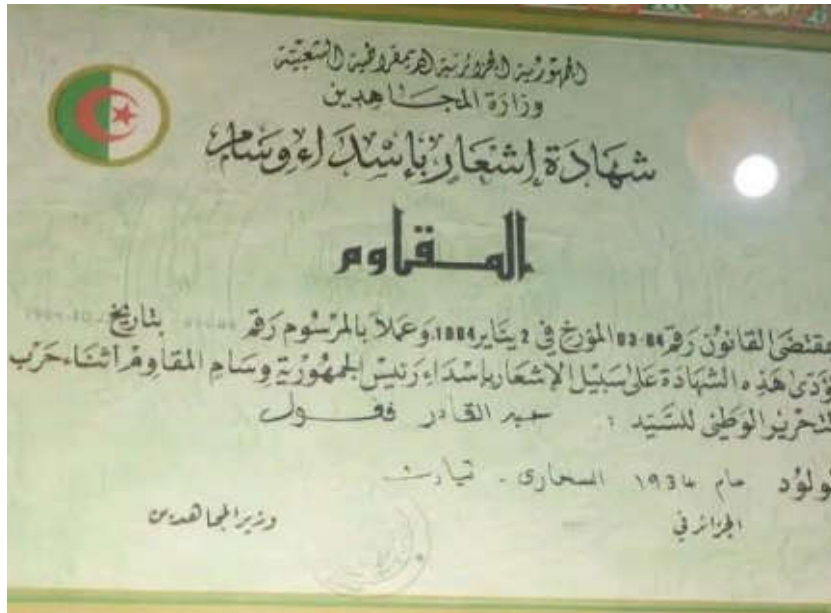 الجمهورية الجزائرية الديمقراطية الشعبية
وزارة المجاهدين
شهادة إشعار بإسداء وسام
المقاوم
بمقتضى القانون رقم 84-02 المؤرخ في 2 يناير 1984، وعملاً بالمرسوم رقم بتاريخ
تؤدى هذه الشهادة على سبيل الإشعار بإسداء رئيس الجمهورية وسام المقاوم أثناء حرب
التحرير الوطني للسيد : عبد القادر
المولود عام 1934 السحاري - تيارت
الجزائر في
وزير المجاهدين